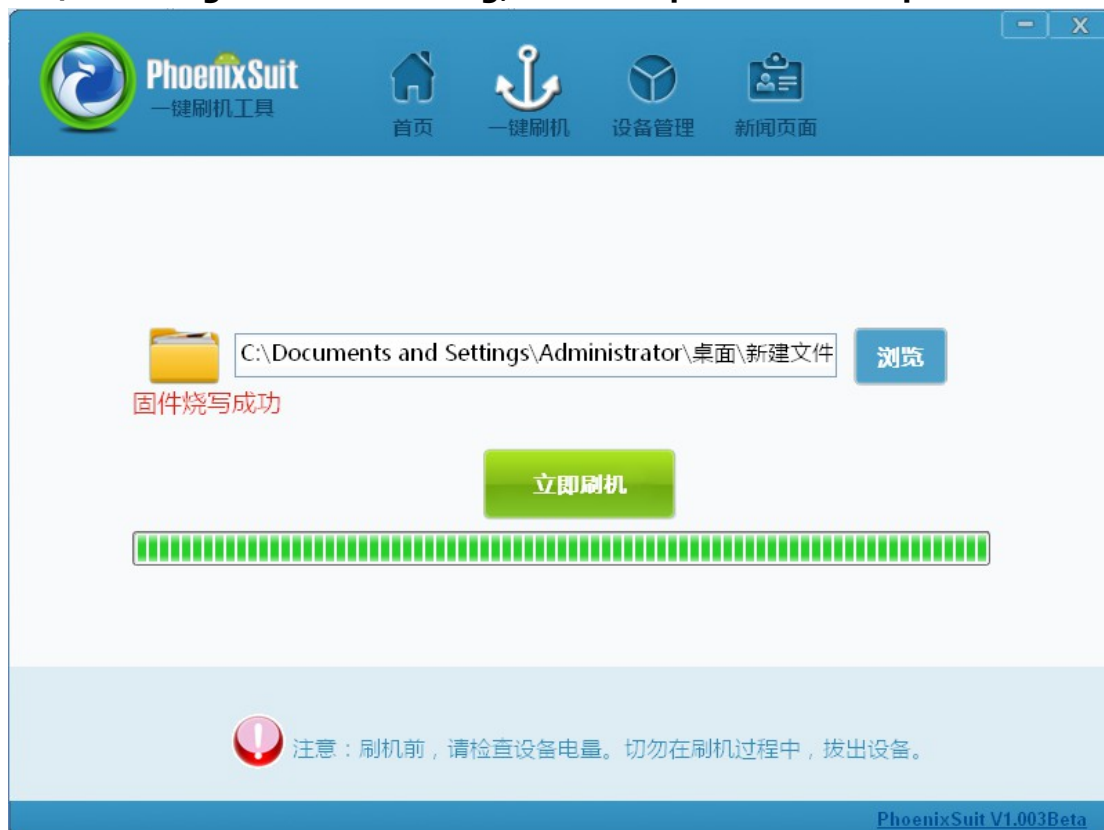 PhoenixSuit
一键刷机工具
首页
一键刷机
设备管理
新闻页面
C:\Documents and Settings\Administrator\桌面\新建文件
浏览
固件烧写成功
立即刷机
注意：刷机前，请检查设备电量。切勿在刷机过程中，拔出设备。
PhoenixSuit V1.003Beta